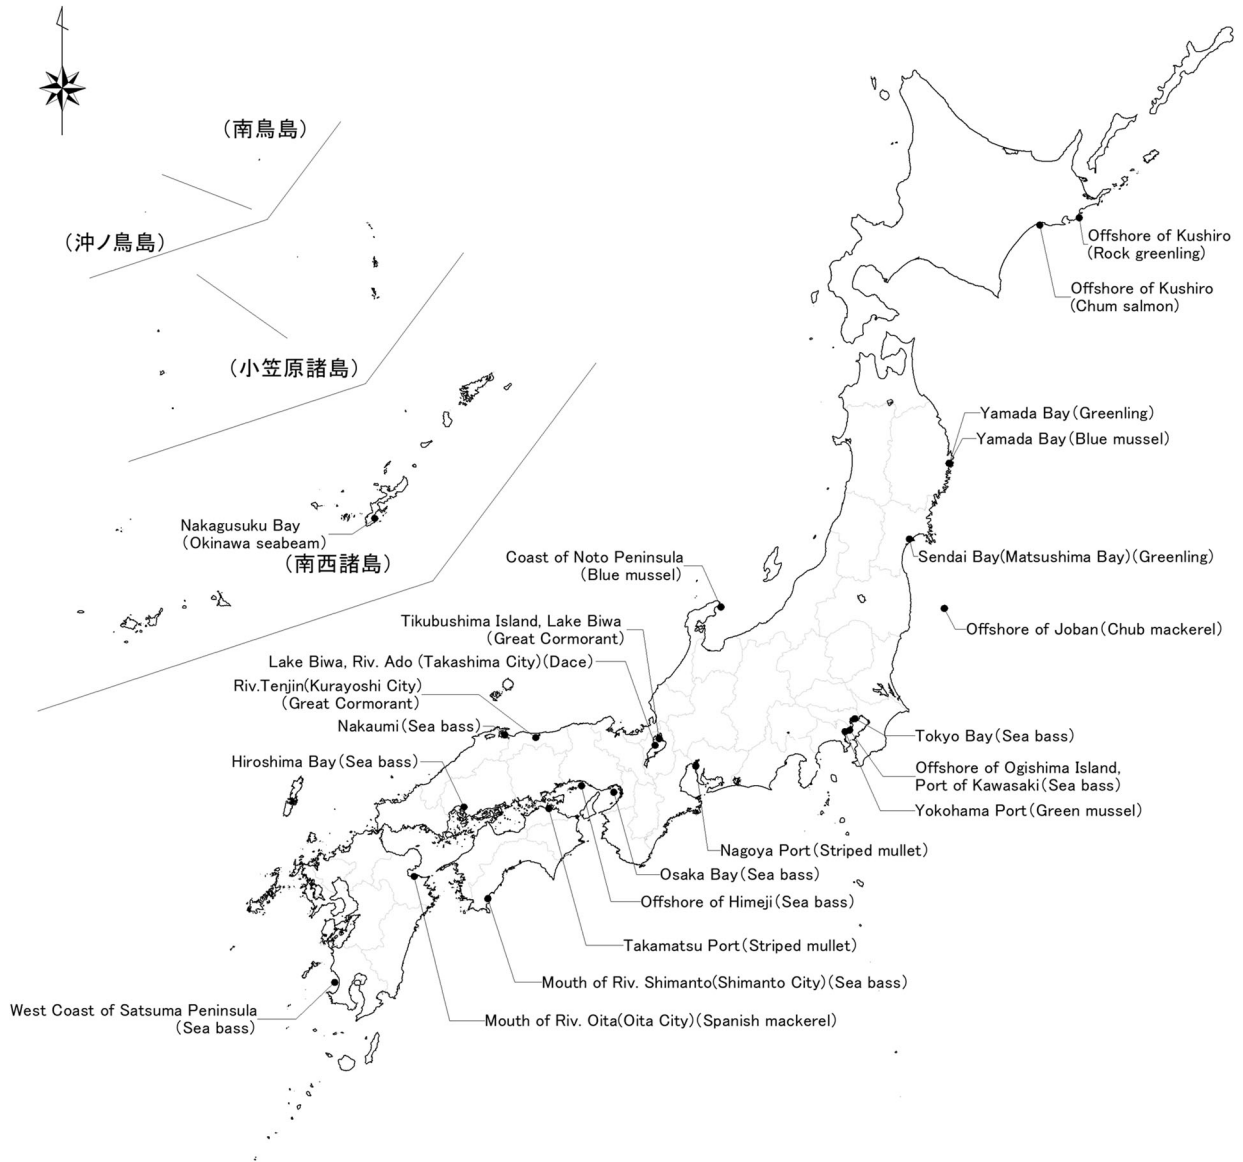 (南鳥島)
(沖ノ鳥島)
(小笠原諸島)
Nakagusuku Bay
(Okinawa seabeam)
(南西諸島)
Offshore of Kushiro
(Rock greenling)
Offshore of Kushiro
(Chum salmon)
Yamada Bay(Greenling)
Yamada Bay(Blue mussel)
Sendai Bay(Matsushima Bay)(Greenling)
Offshore of Joban(Chub mackerel)
Coast of Noto Peninsula
(Blue mussel)
Tikubushima Island, Lake Biwa
(Great Cormorant)
Lake Biwa, Riv. Ado (Takashima City)(Dace)
Riv.Tenjin(Kurayoshi City)
(Great Cormorant)
Nakaumi(Sea bass)
Hiroshima Bay(Sea bass)
Tokyo Bay(Sea bass)
Offshore of Ogishima Island,
Port of Kawasaki(Sea bass)
Yokohama Port(Green mussel)
Nagoya Port(Striped mullet)
Osaka Bay(Sea bass)
Offshore of Himeji(Sea bass)
Takamatsu Port(Striped mullet)
Mouth of Riv. Shimanto(Shimanto City)(Sea bass)
Mouth of Riv. Oita(Oita City)(Spanish mackerel)
West Coast of Satsuma Peninsula
(Sea bass)